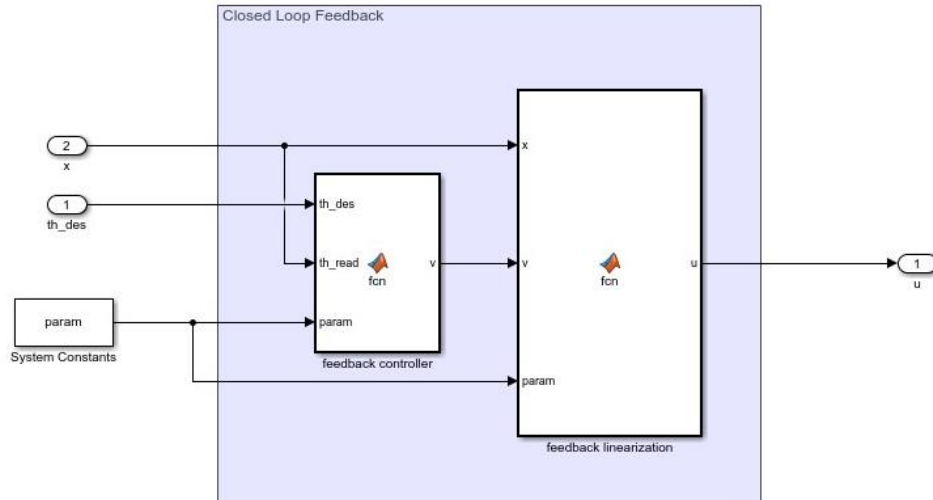 Closed Loop Feedback
2
x
x
1
th_des
th_des
th_read
fcn
v
v
fcn
u
1
u
param
System Constants
param
feedback controller
param
feedback linearization